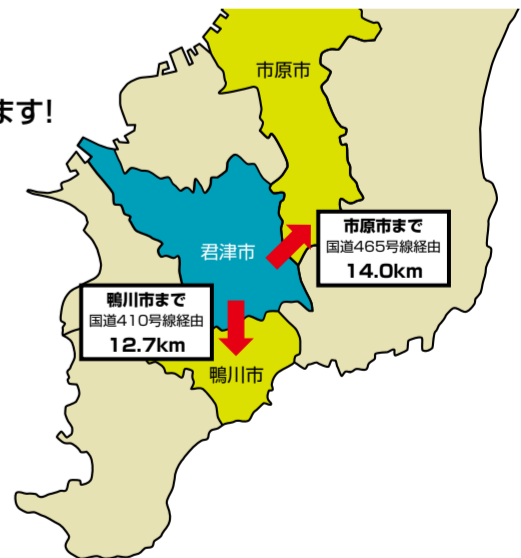 ます!
市原市
君津市
市原市まで
国道465号線経由
14.0km
鴨川市まで
国道410号線経由
12.7km
鴨川市